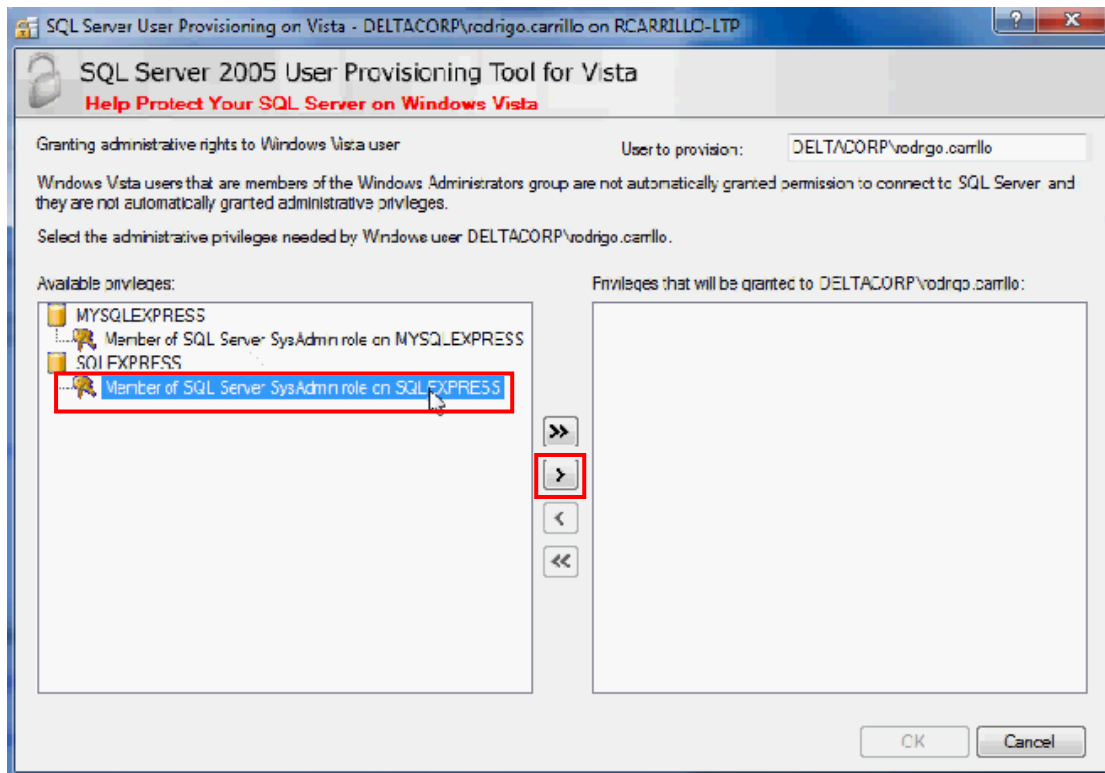 SQL Server User Provisioning on Vista - DELTACORP\rodrigo.carrillo on RCARRILLO-LTP
SQL Server 2005 User Provisioning Tool for Vista
Help Protect Your SQL Server on Windows Vista
Granting administrative rights to Windows Vista user
User to provision:
DELTACORP\rodrigo.carrillo
Windows Vista users that are members of the Windows Administrators group are not automatically granted permission to connect to SQL Server and
they are not automatically granted administrative privileges.
Select the administrative privileges needed by Windows user DELTACORP\rodrigo.carrillo.
Available privileges:
Privileges that will be granted to DELTACORP\rodrigo.carrillo:
MYSQLEXPRESS
Member of SQL Server SysAdmin role on MYSQLEXPRESS
SQLEXPRESS
Member of SQL Server SysAdmin role on SQLEXPRESS
>>
>
<
<<
OK
Cancel